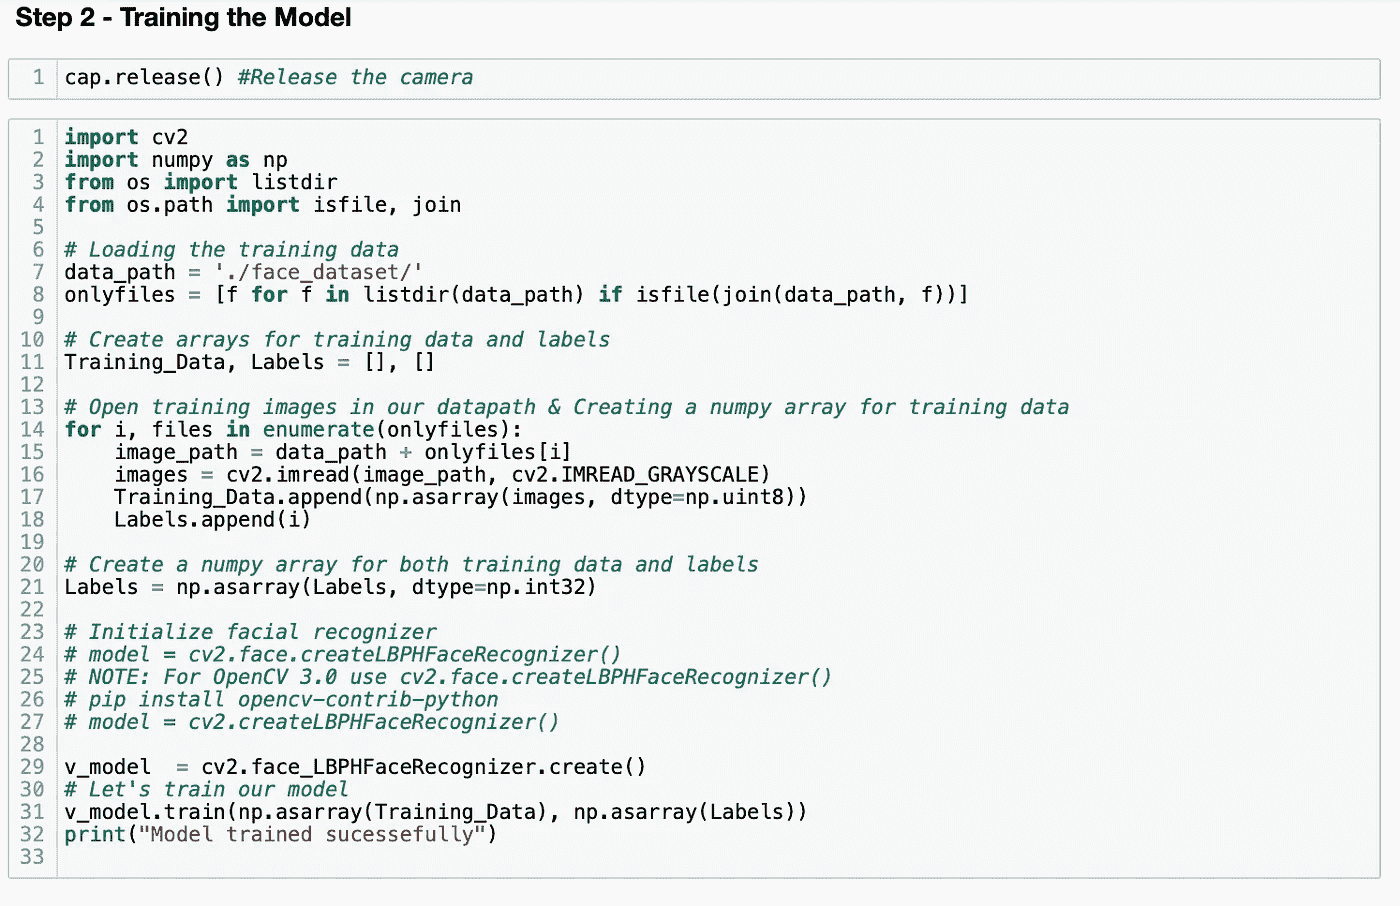 Step 2 - Training the Model
1 cap.release() #Release the camera
1 import cv2
2 import numpy as np
3 from os import listdir
4 from os.path import isfile, join
5
6 # Loading the training data
7 data_path = './face_dataset/'
8 onlyfiles = [f for f in listdir(data_path) if isfile(join(data_path, f))]
9
10 # Create arrays for training data and labels
11 Training_Data, Labels = [], []
12
13 # Open training images in our datapath & Creating a numpy array for training data
14 for i, files in enumerate(onlyfiles):
15     image_path = data_path + onlyfiles[i]
16     images = cv2.imread(image_path, cv2.IMREAD_GRAYSCALE)
17     Training_Data.append(np.asarray(images, dtype=np.uint8))
18     Labels.append(i)
19
20 # Create a numpy array for both training data and labels
21 Labels = np.asarray(Labels, dtype=np.int32)
22
23 # Initialize facial recognizer
24 # model = cv2.face.createLBPHFaceRecognizer()
25 # NOTE: For OpenCV 3.0 use cv2.face.createLBPHFaceRecognizer()
26 # pip install opencv-contrib-python
27 # model = cv2.createLBPHFaceRecognizer()
28
29 v_model  = cv2.face_LBPHFaceRecognizer.create()
30 # Let's train our model
31 v_model.train(np.asarray(Training_Data), np.asarray(Labels))
32 print("Model trained sucessefully")
33